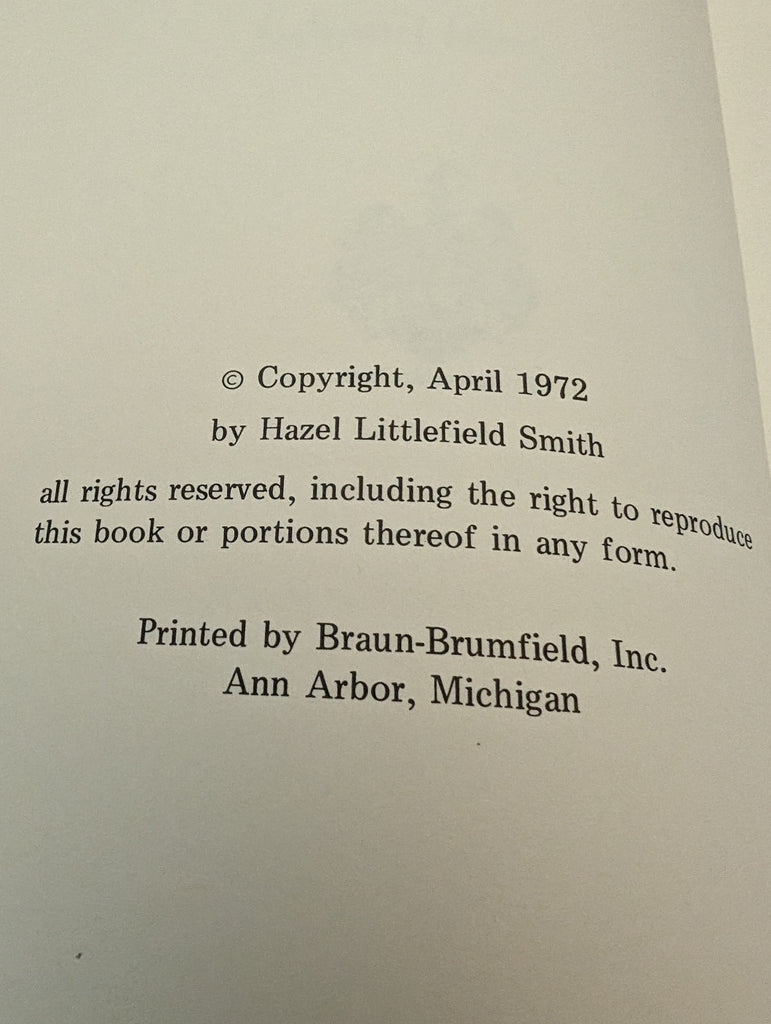 © Copyright, April 1972
by Hazel Littlefield Smith
all rights reserved, including the right to reproduce
this book or portions thereof in any form.
Printed by Braun-Brumfield, Inc.
Ann Arbor, Michigan